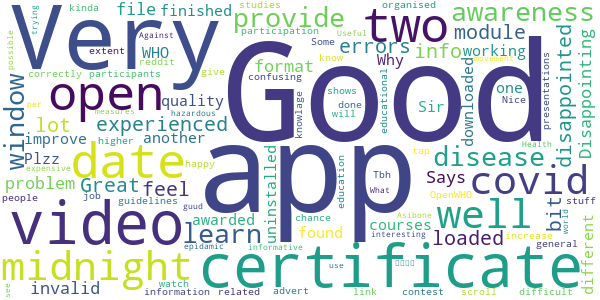 Very
Good
app
certificate
video
open
two
date
midnight
covid
well
provide
awareness
errors
module
info
working
WHO
file
finished
kinda
studies
organised
participation
Useful
trying
Against
Some
know
give
extent
reddit
possible
correctly
participants
format
Why
confusing
shows
done
will
Sir
one
Nice
downloaded
educational
presentations
movement
Disappointing
disappointed
window
quality
experienced
lot
improve
another
Plzz
problem
Great
feel
people
job
guidelines
happy
per
measures
hazardous
higher
expensive
knowlage
education
Tbh
What
tap
disease
Says
OpenWHO
Health
bit
learn
uninstalled
awarded
chance
courses
loaded
found
Asibone
stuff
world
different
increase
general
interesting
invalid
guud
epidamic
informative
use
see
watch
information
related
advert
link
contest
scroll
difficult